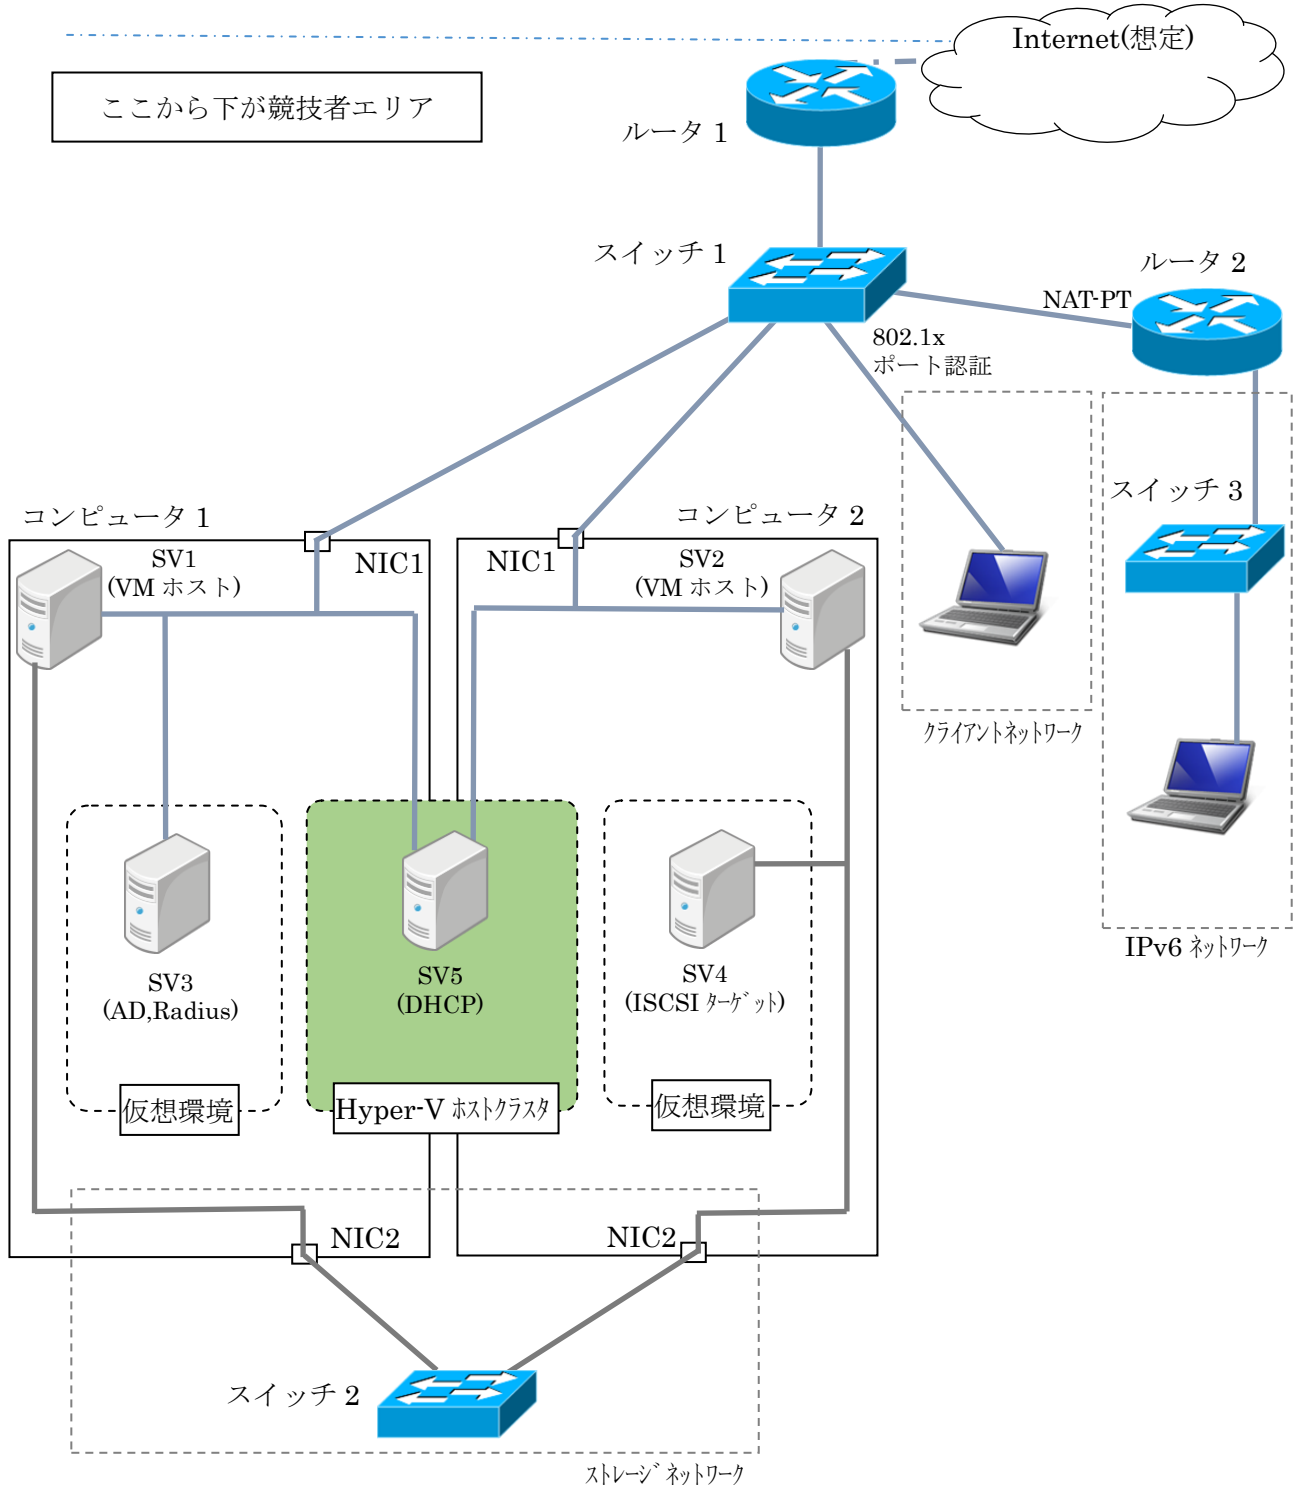 Internet(想定)
ここから下が競技者エリア
ルータ 1
スイッチ 1
ルータ 2
NAT-PT
802.1x
ポート認証
スイッチ 3
コンピュータ 1
コンピュータ 2
SV1
(VM ホスト)
NIC1
NIC1
SV2
(VM ホスト)
クライアントネットワーク
IPv6 ネットワーク
SV3
(AD,Radius)
SV5
(DHCP)
SV4
(ISCSI ターゲット)
仮想環境
Hyper-V ホストクラスタ
仮想環境
NIC2
NIC2
スイッチ 2
ストレージネットワーク